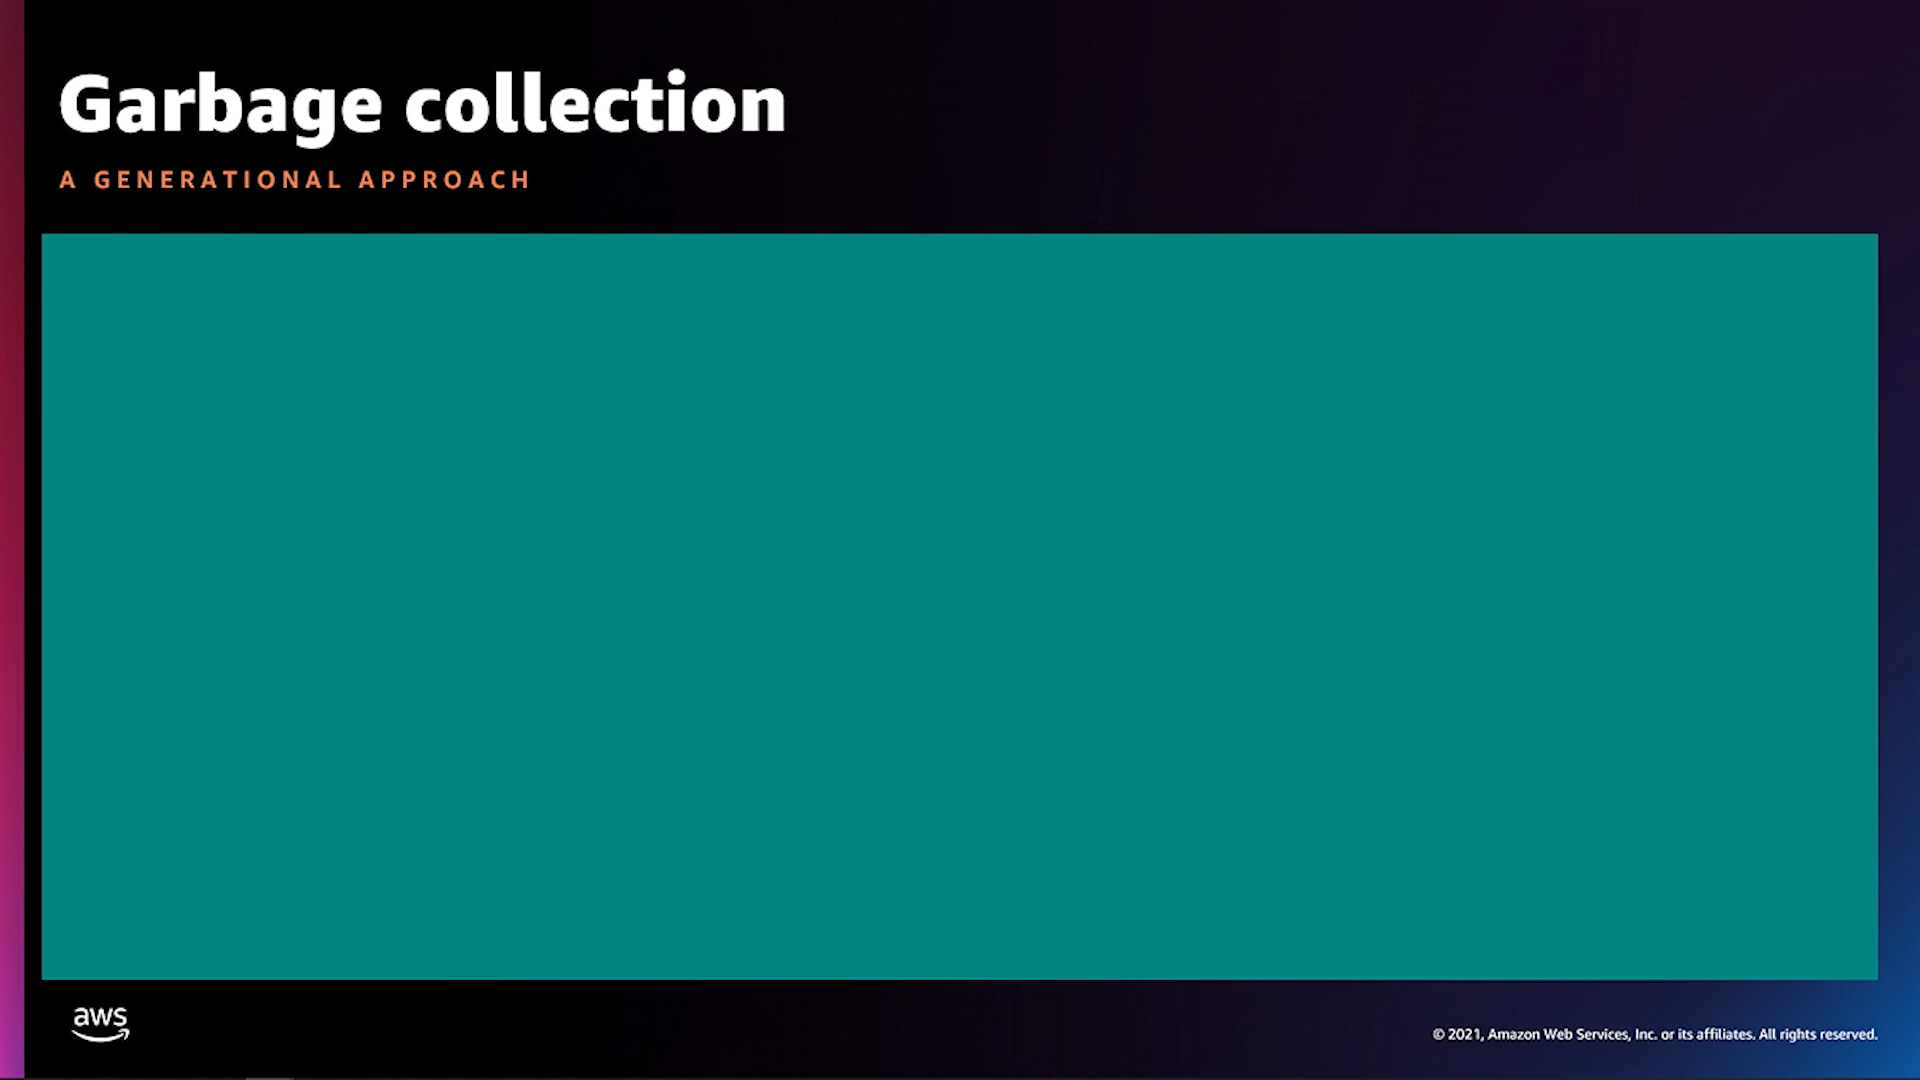 Garbage collection
A GENERATIONAL APPROACH
aws
© 2021, Amazon Web Services, Inc. or its affiliates. All rights reserved.